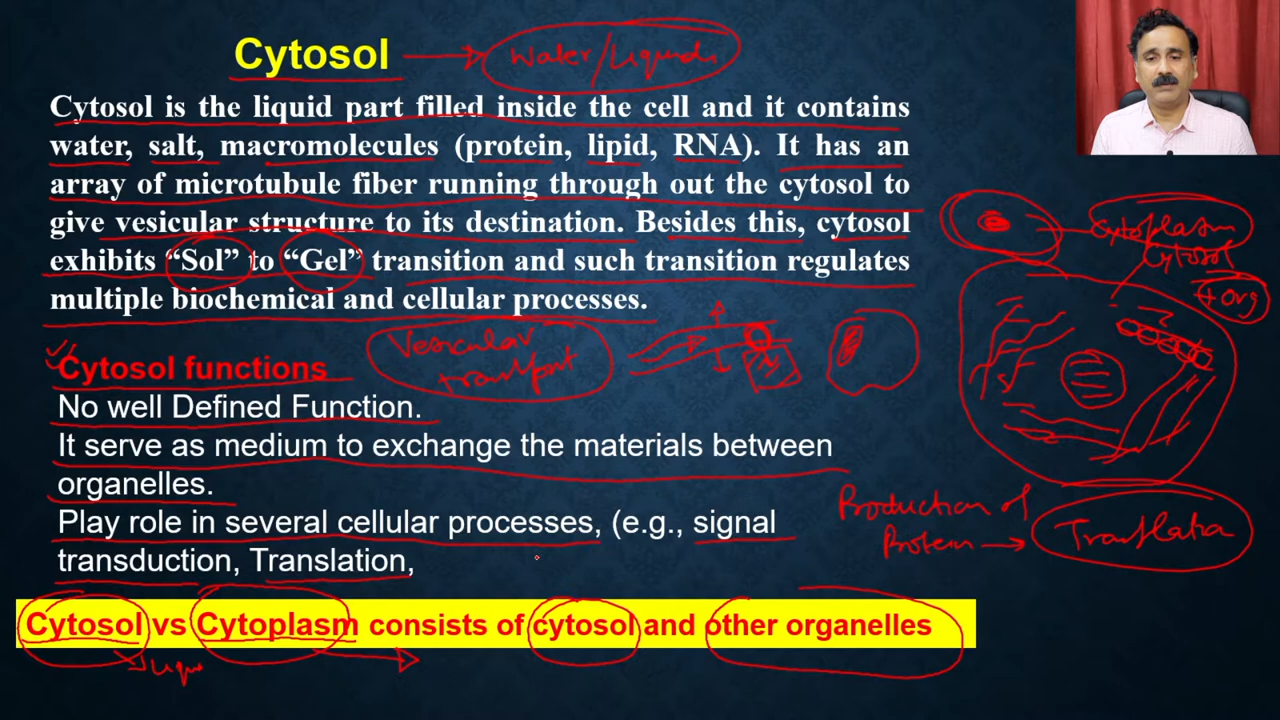 Cytosol
Water/Liquids
Cytosol is the liquid part filled inside the cell and it contains
water, salt, macromolecules (protein, lipid, RNA). It has an
array of microtubule fiber running through out the cytosol to
give vesicular structure to its destination. Besides this, cytosol
exhibits “Sol” to “Gel” transition and such transition regulates
multiple biochemical and cellular processes.
Cytoplasm
Cytosol
+ Org
Vesicular
transport
Cytosol functions
No well Defined Function.
It serve as medium to exchange the materials between
organelles.
Play role in several cellular processes, (e.g., signal
transduction, Translation,
Production of
Protein
Translation
Cytosol vs Cytoplasm consists of cytosol and other organelles